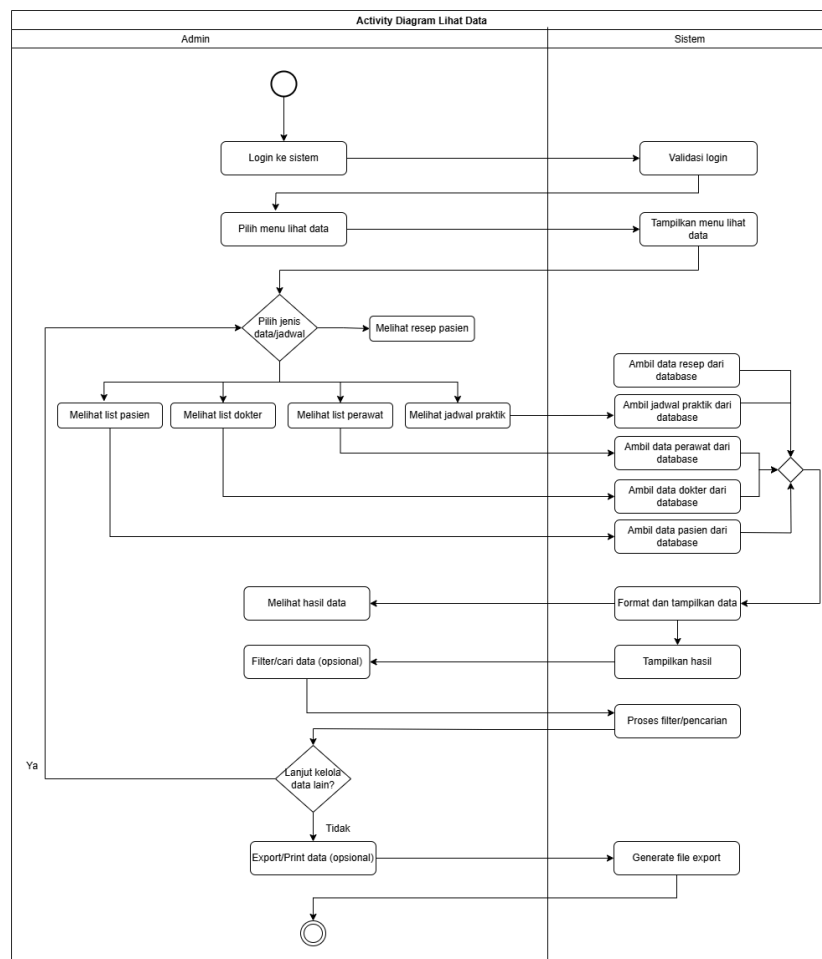 Activity Diagram Lihat Data
Admin
Sistem
Login ke sistem
Validasi login
Pilih menu lihat data
Tampilkan menu lihat
data
Pilih jenis
data/jadwal
Melihat resep pasien
Ambil data resep dari
database
Melihat list pasien
Melihat list dokter
Melihat list perawat
Melihat jadwal praktik
Ambil jadwal praktik dari
database
Ambil data perawat dari
database
Ambil data dokter dari
database
Ambil data pasien dari
database
Melihat hasil data
Format dan tampilkan data
Filter/cari data (opsional)
Tampilkan hasil
Proses filter/pencarian
Ya
Lanjut kelola
data lain?
Tidak
Export/Print data (opsional)
Generate file export